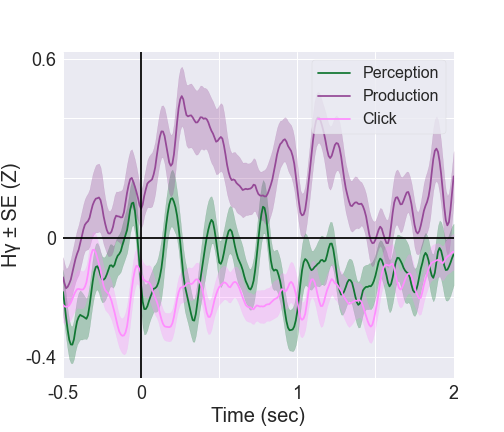 0.6
0
-0.4
Hγ ± SE (Z)
Perception
Production
Click
-0.5 0 1 2
Time (sec)